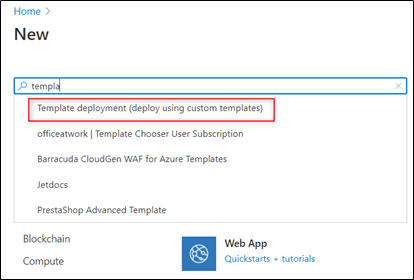 Home >
New
templa
Template deployment (deploy using custom templates)
officeatwork | Template Chooser User Subscription
Barracuda CloudGen WAF for Azure Templates
Jetdocs
PrestaShop Advanced Template
Blockchain
Web App
Compute
Quickstarts + tutorials